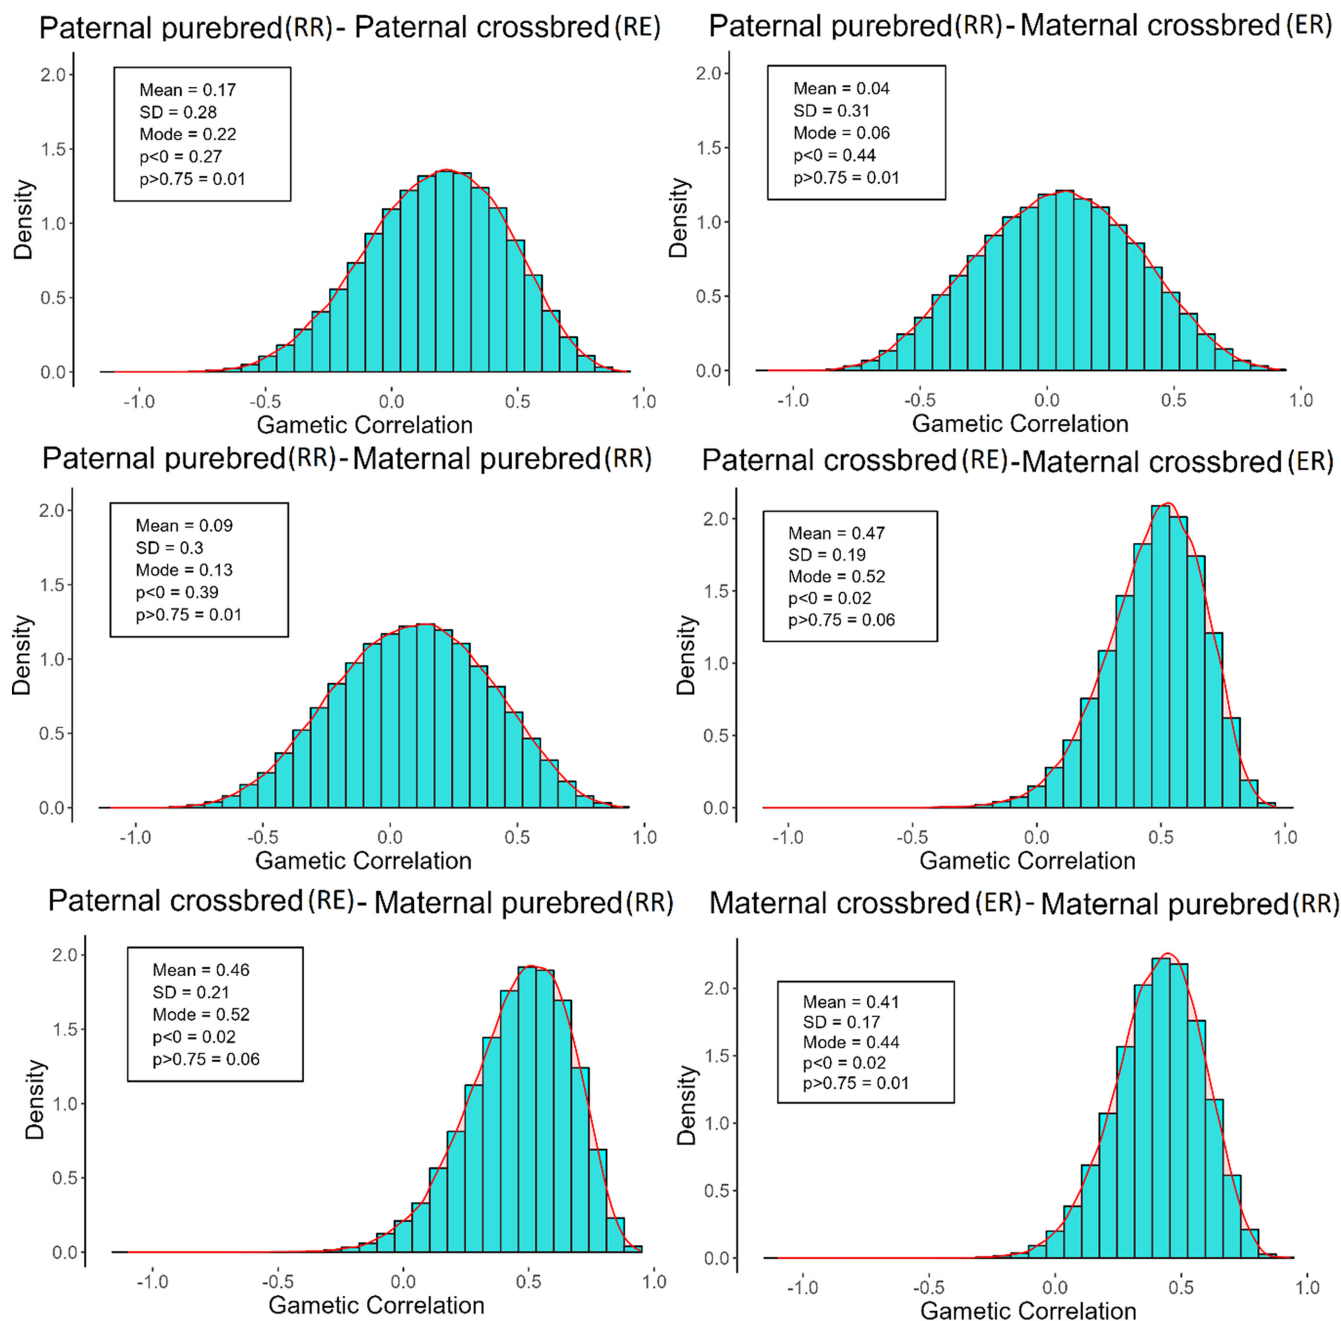 Paternal purebred(RR)- Paternal crossbred(RE)
2.0
1.5
1.0
0.5
0.0
Density
Mean = 0.17
SD = 0.28
Mode = 0.22
p<0 = 0.27
p>0.75 = 0.01
-1.0 -0.5 0.0 0.5 1.0
Gametic Correlation
Paternal purebred(RR)-Maternal crossbred(ER)
2.0
1.5
1.0
0.5
0.0
Density
Mean = 0.04
SD = 0.31
Mode = 0.06
p<0 = 0.44
p>0.75 = 0.01
-1.0 -0.5 0.0 0.5 1.0
Gametic Correlation
Paternal purebred(RR)-Maternal purebred(RR)
2.0
1.5
1.0
0.5
0.0
Density
Mean = 0.09
SD = 0.3
Mode = 0.13
p<0 = 0.39
p>0.75 = 0.01
-1.0 -0.5 0.0 0.5 1.0
Gametic Correlation
Paternal crossbred(RE)-Maternal crossbred(ER)
2.0
1.5
1.0
0.5
0.0
Density
Mean = 0.47
SD = 0.19
Mode = 0.52
p<0 = 0.02
p>0.75 = 0.06
-1.0 -0.5 0.0 0.5 1.0
Gametic Correlation
Paternal crossbred(RE)- Maternal purebred(RR)
2.0
1.5
1.0
0.5
0.0
Density
Mean = 0.46
SD = 0.21
Mode = 0.52
p<0 = 0.02
p>0.75 = 0.06
-1.0 -0.5 0.0 0.5 1.0
Gametic Correlation
Maternal crossbred(ER)-Maternal purebred(RR)
2.0
1.5
1.0
0.5
0.0
Density
Mean = 0.41
SD = 0.17
Mode = 0.44
p<0 = 0.02
p>0.75 = 0.01
-1.0 -0.5 0.0 0.5 1.0
Gametic Correlation